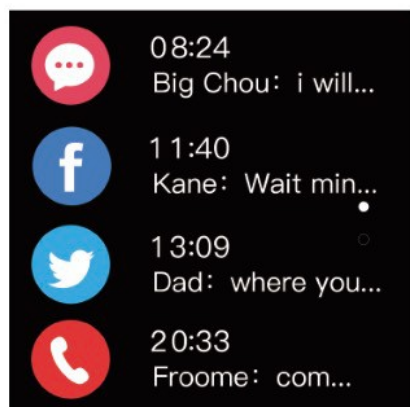 08:24
Big Chou: i will...
f
11:40
Kane: Wait min...
13:09
Dad: where you...
20:33
Froome: com...